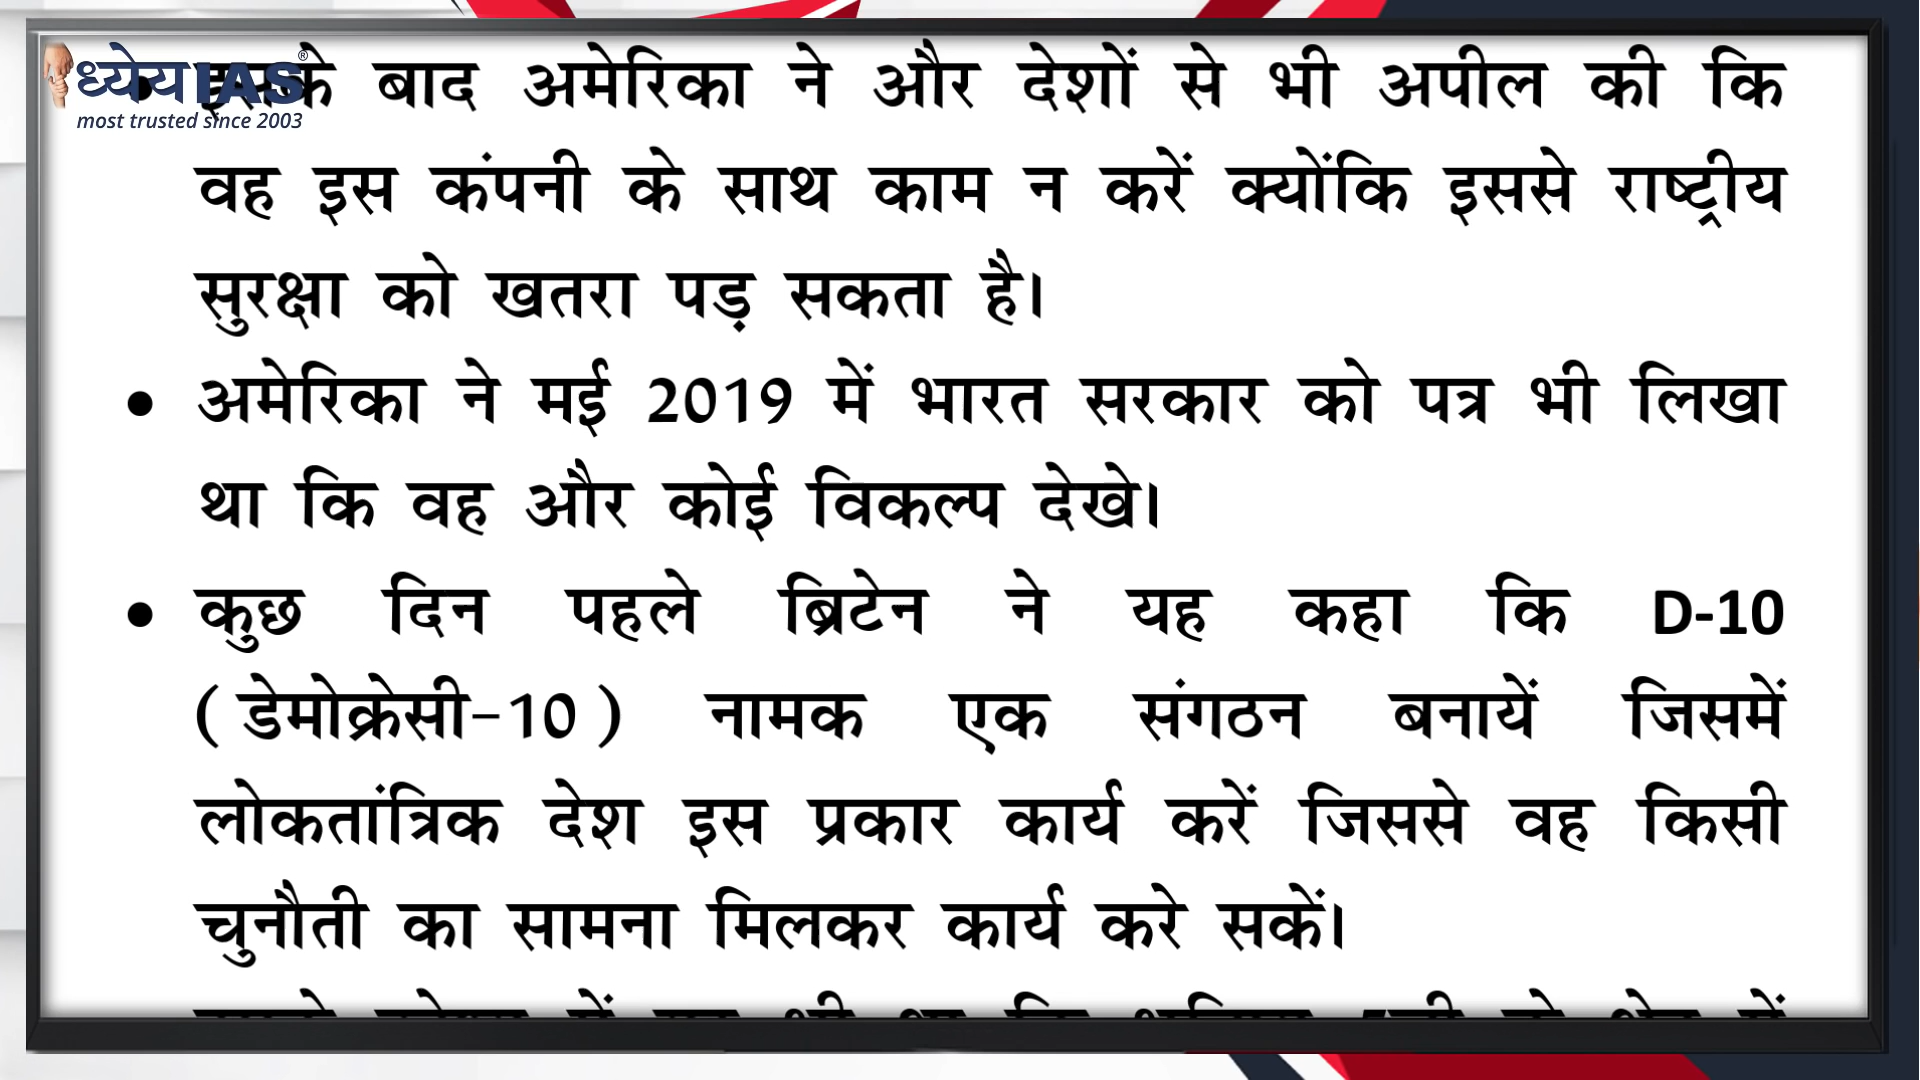 ध्येय IAS®
most trusted since 2003
इसके बाद अमेरिका ने और देशों से भी अपील की कि
वह इस कंपनी के साथ काम न करें क्योंकि इससे राष्ट्रीय
सुरक्षा को खतरा पड़ सकता है।
• अमेरिका ने मई 2019 में भारत सरकार को पत्र भी लिखा
था कि वह और कोई विकल्प देखे।
• कुछ दिन पहले ब्रिटेन ने यह कहा कि D-10
(डेमोक्रेसी-10) नामक एक संगठन बनायें जिसमें
लोकतांत्रिक देश इस प्रकार कार्य करें जिससे वह किसी
चुनौती का सामना मिलकर कार्य करे सकें।